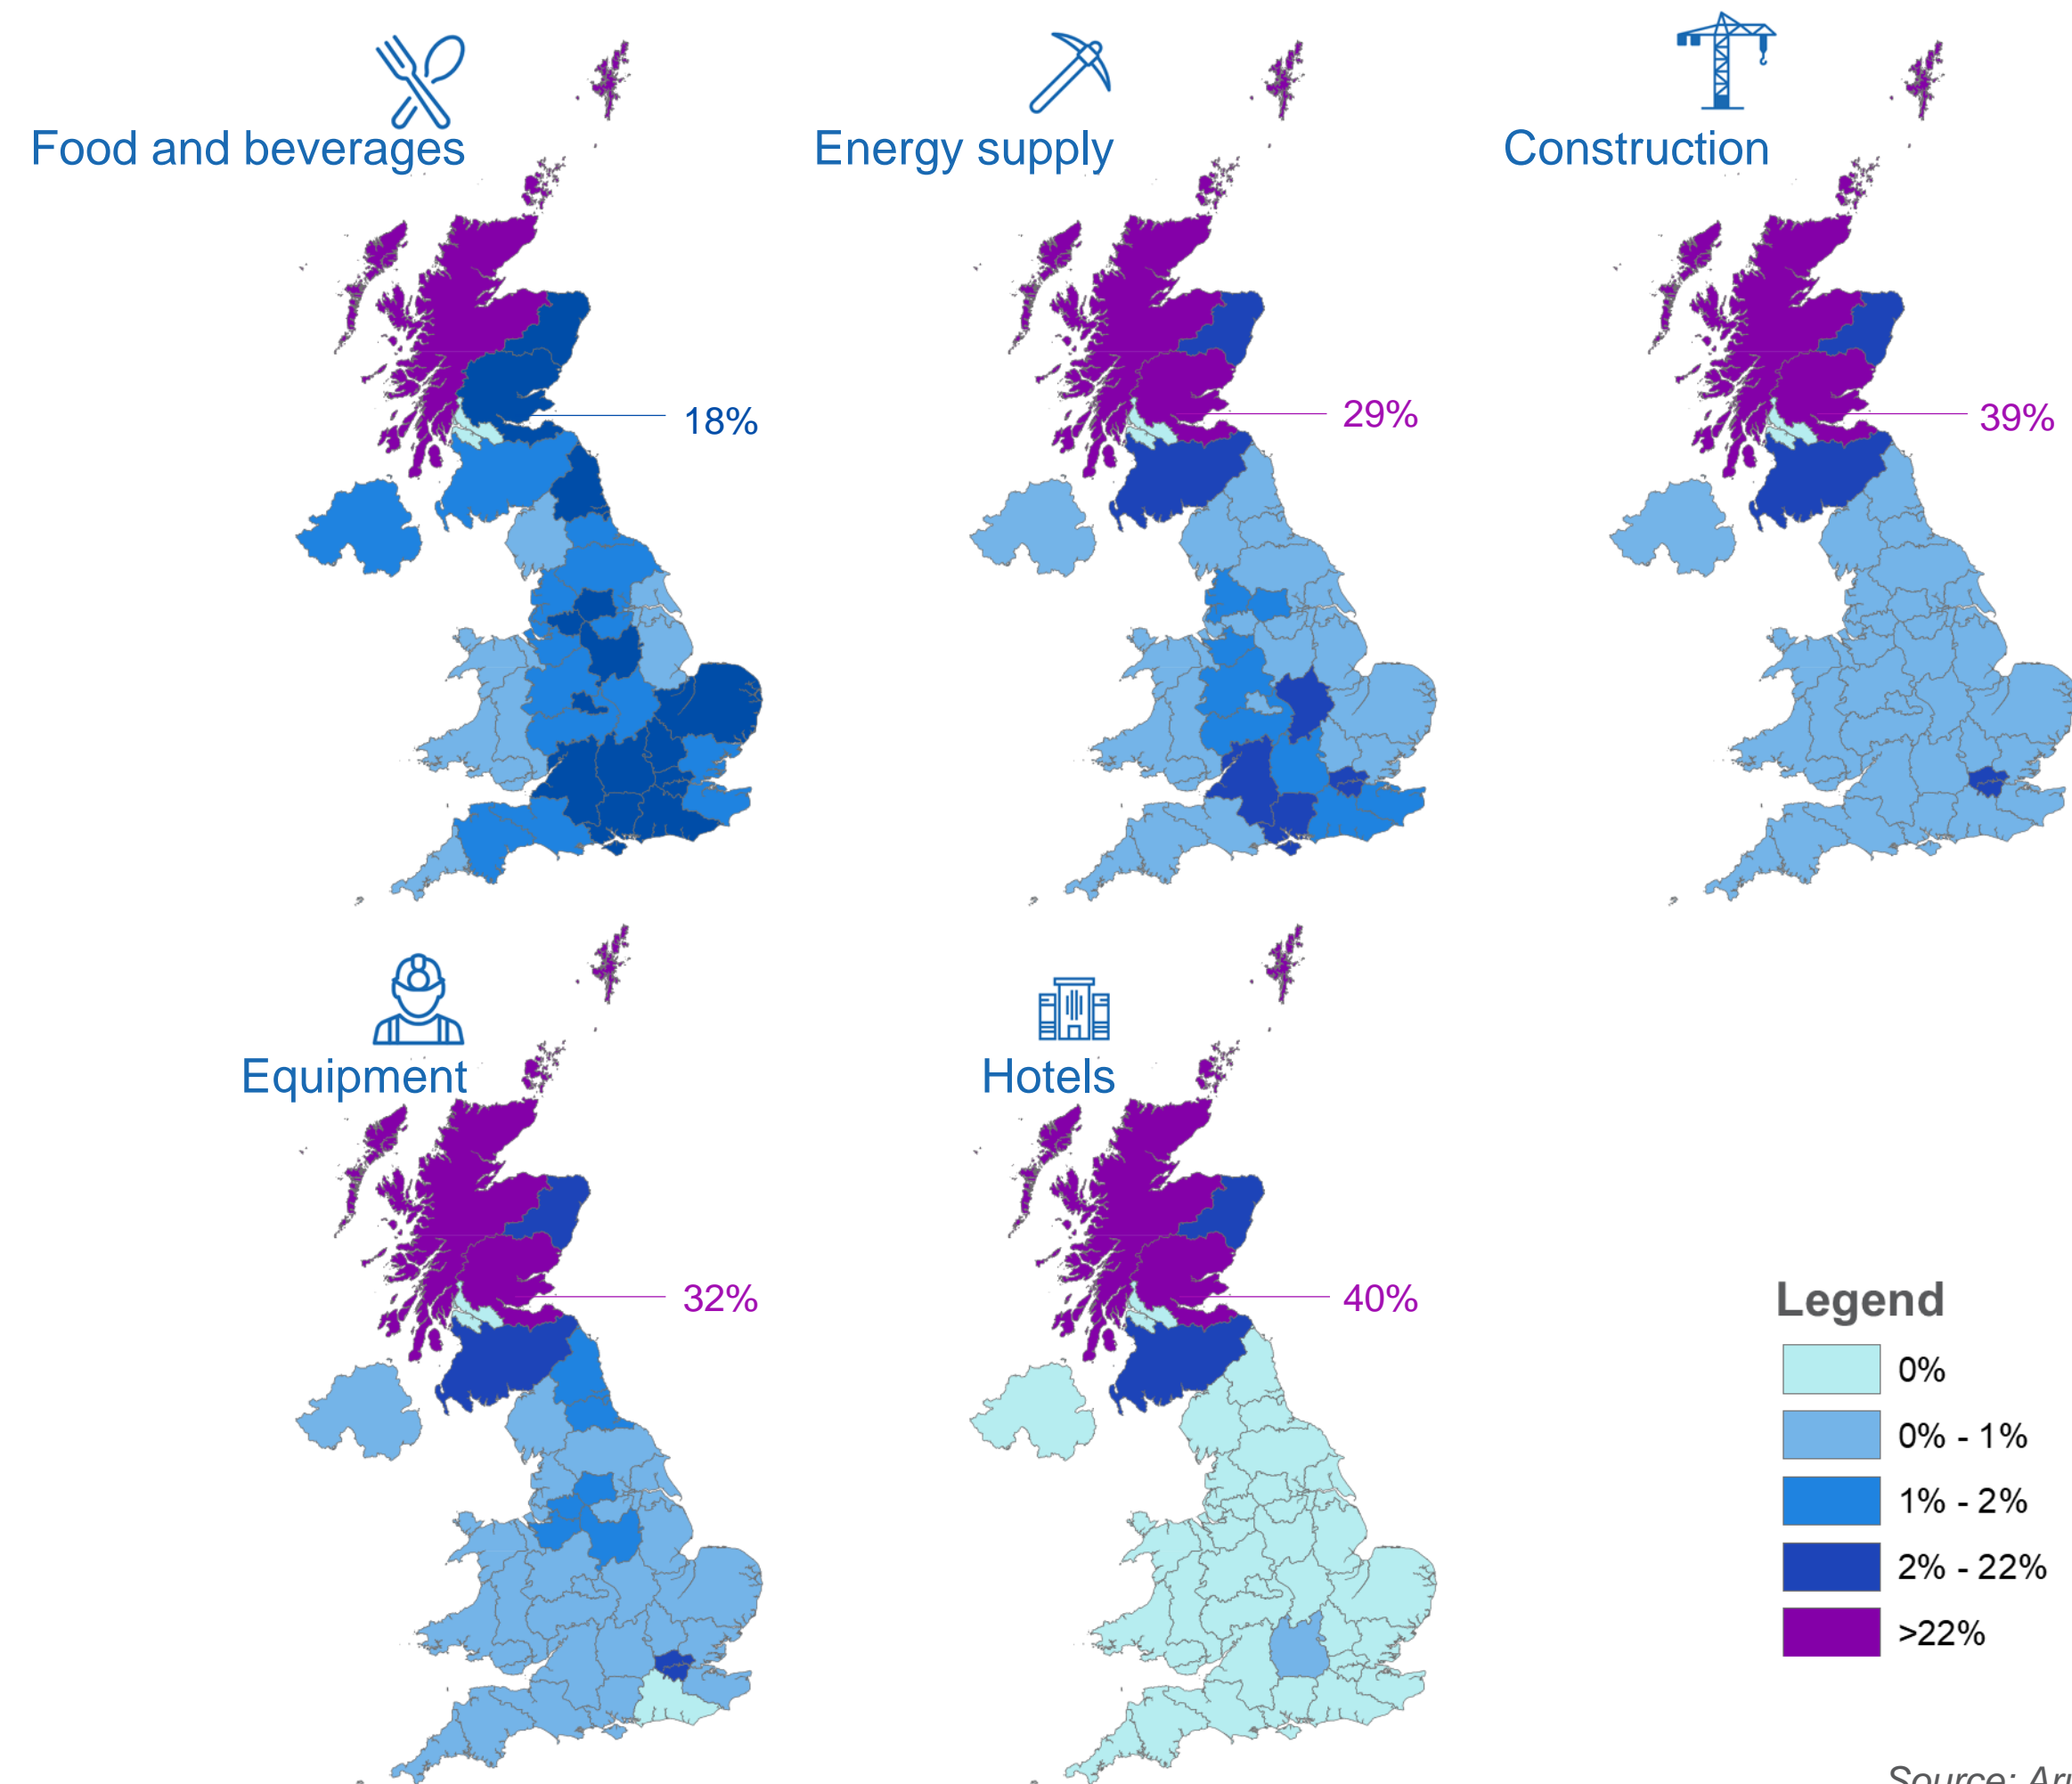 Food and beverages
Energy supply
Construction
18%
29%
39%
Equipment
Hotels
32%
40%
Legend
0%
0% - 1%
1% - 2%
2% - 22%
>22%
Source: